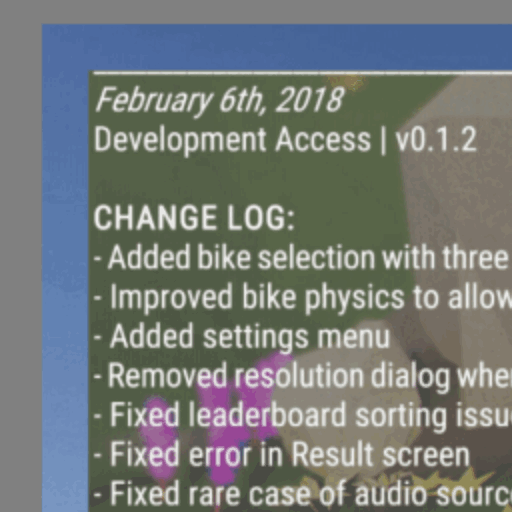 February 6th, 2018
Development Access | v0.1.2
CHANGE LOG:
- Added bike selection with three
- Improved bike physics to allow
- Added settings menu
- Removed resolution dialog
- Fixed leaderboard sorting
- Fixed error in Result screen
- Fixed rare case of audio